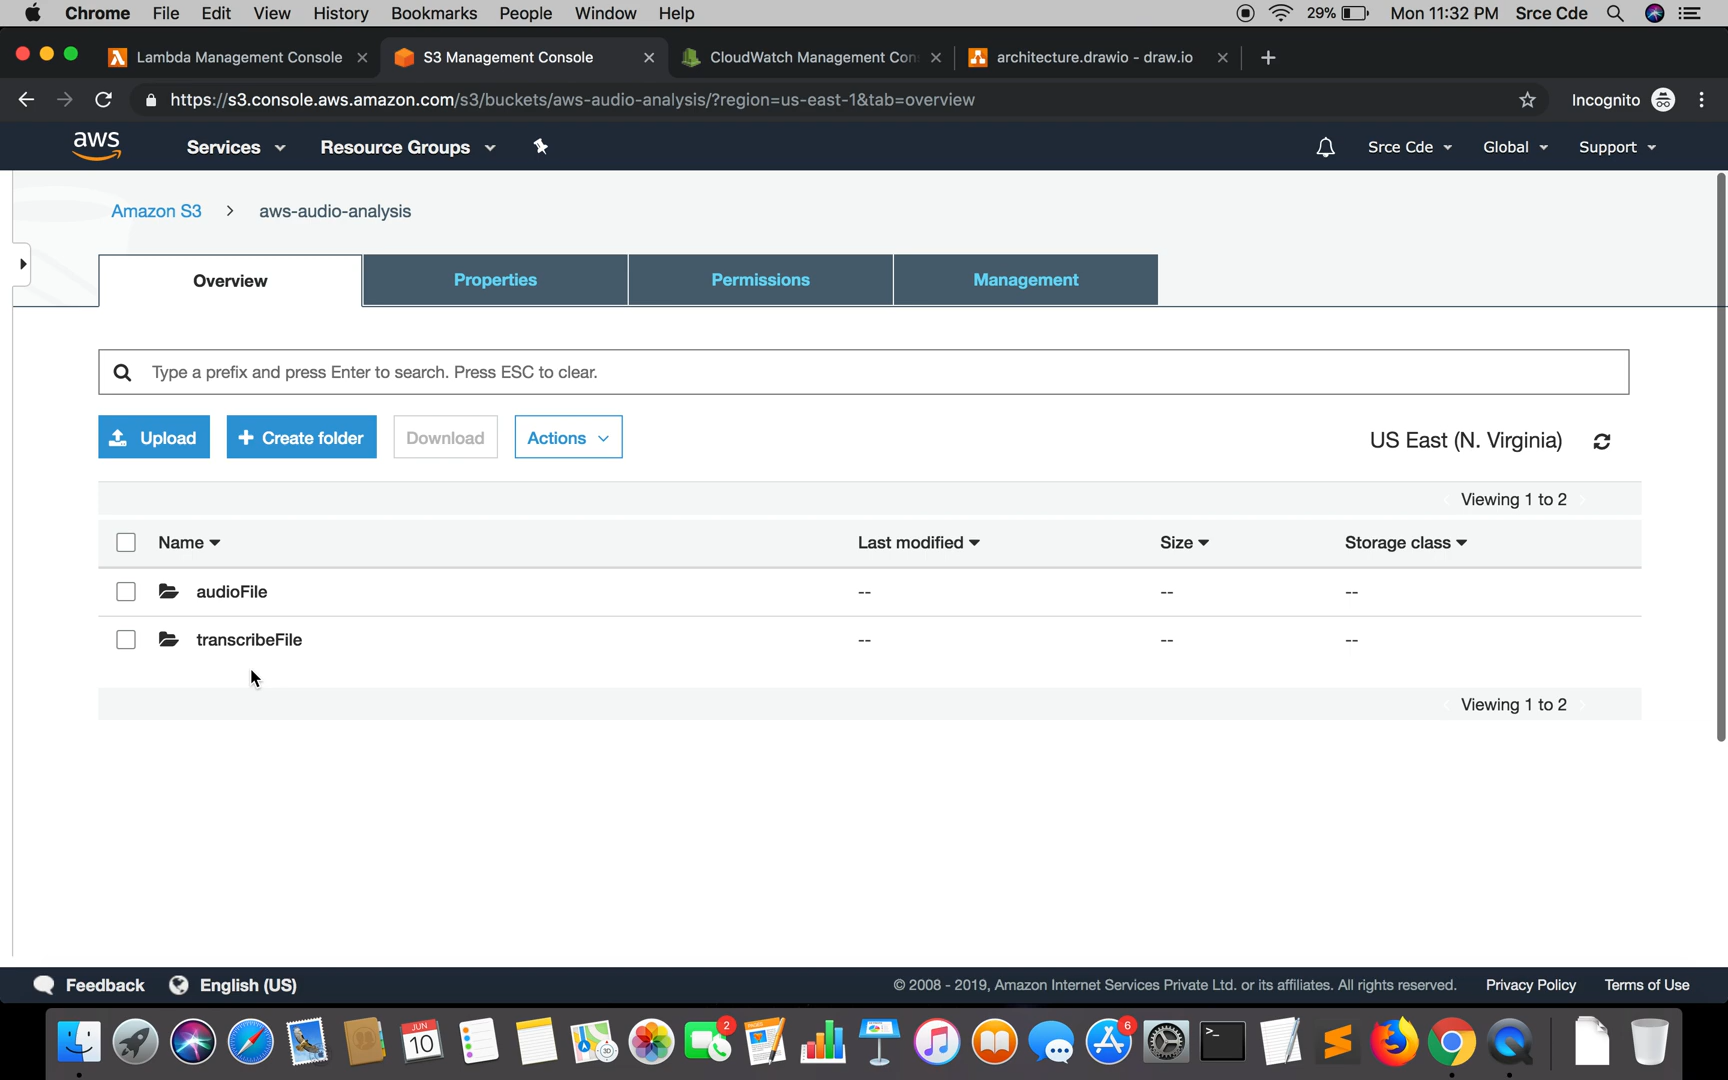 Chrome File Edit View History Bookmarks People Window Help 29% Mon 11:32 PM Srce Cde
Lambda Management Console S3 Management Console CloudWatch Management Con architecture.drawio - draw.io
https://s3.console.aws.amazon.com/s3/buckets/aws-audio-analysis/?region=us-east-1&tab=overview Incognito
aws Services Resource Groups Srce Cde Global Support
Amazon S3 > aws-audio-analysis
Overview Properties Permissions Management
Type a prefix and press Enter to search. Press ESC to clear.
Upload + Create folder Download Actions US East (N. Virginia)
Viewing 1 to 2
Name Last modified Size Storage class
audioFile -- -- --
transcribeFile -- -- --
Viewing 1 to 2
Feedback English (US) © 2008 - 2019, Amazon Internet Services Private Ltd. or its affiliates. All rights reserved. Privacy Policy Terms of Use
JUN
10
3D
2
6
>_